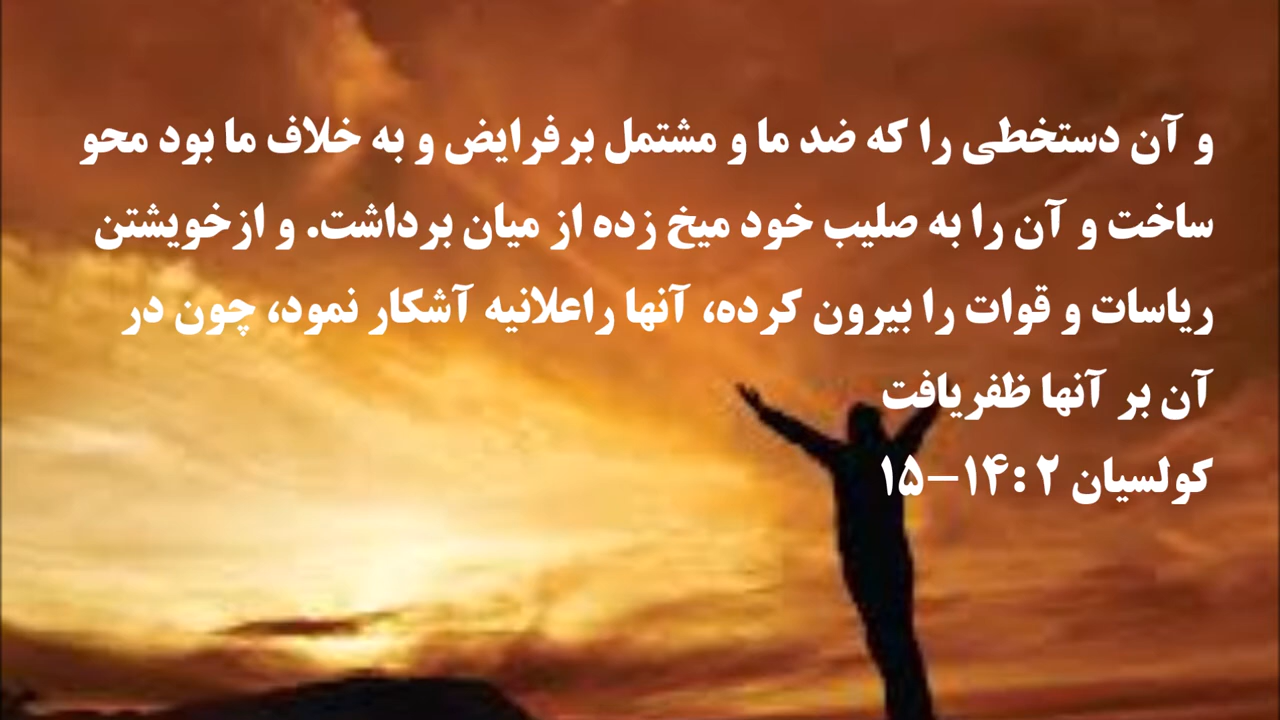 و آن دستخطی را که ضد ما و مشتمل برفرایض و به خلاف ما بود محو
ساخت و آن را به صلیب خود میخ زده از میان برداشت. و ازخویشتن
ریاسات و قوات را بیرون کرده، آنها راعلانیه آشکار نمود، چون در
آن بر آنها ظفریافت
کولسیان ۲ :۱۴–۱۵